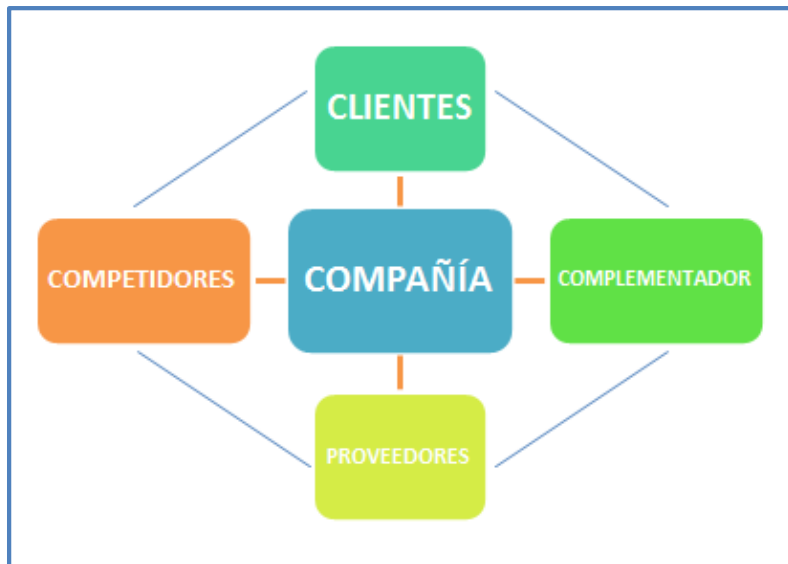 CLIENTES
COMPETIDORES
COMPAÑÍA
COMPLEMENTADOR
PROVEEDORES